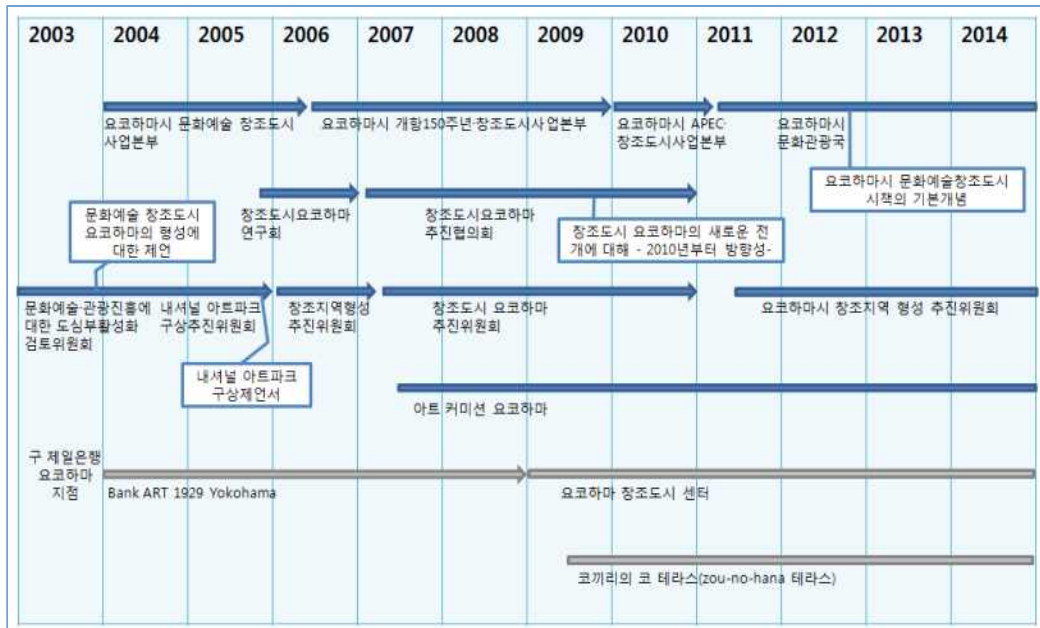 2003 2004 2005 2006 2007 2008 2009 2010 2011 2012 2013 2014
요코하마시 문화예술 창조도시
사업본부
요코하마시 개항150주년·창조도시사업본부
요코하마시 APEC·
창조도시사업본부
요코하마시
문화관광국
요코하마시 문화예술창조도시
시책의 기본개념
문화예술 창조도시
요코하마의 형성에
대한 제언
창조도시요코하마
연구회
창조도시요코하마
추진협의회
창조도시 요코하마의 새로운 전
개에 대해 - 2010년부터 방향성-
문화예술·관광진흥에
대한 도심부활성화
검토위원회
내셔널 아트파크
구상추진위원회
창조지역형성
추진위원회
창조도시 요코하마
추진위원회
요코하마시 창조지역 형성 추진위원회
내셔널 아트파크
구상제언서
아트 커미션 요코하마
구 제일은행
요코하마
지점
Bank ART 1929 Yokohama
요코하마 창조도시 센터
코끼리의 코 테라스(zou-no-hana 테라스)